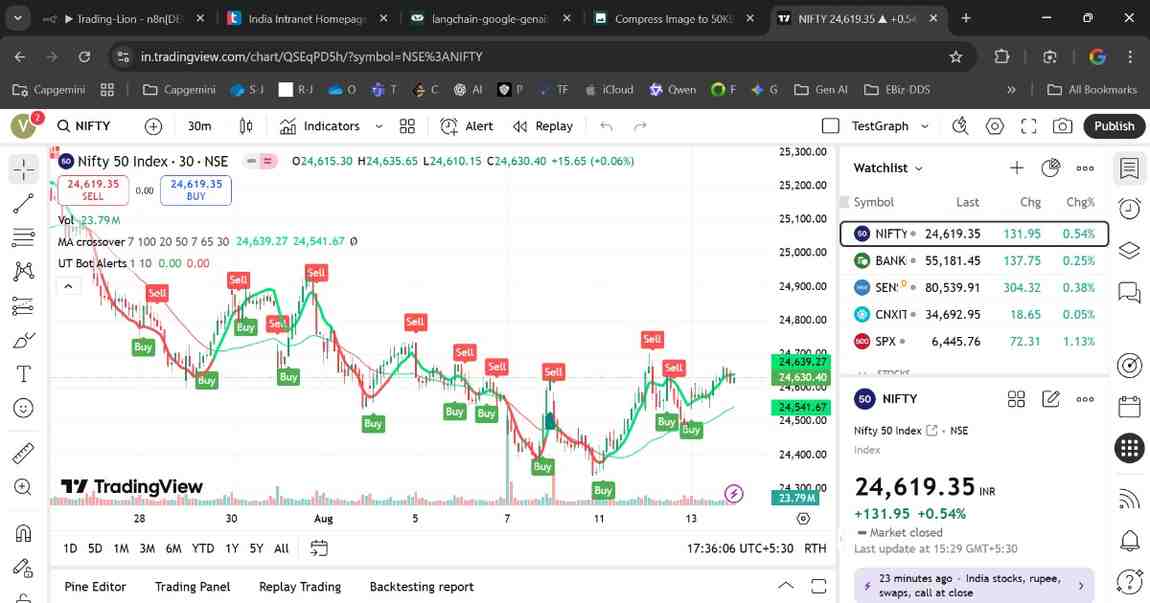 Trading-Lion - n8n[DE
India Intranet Homepage
langchain-google-genai
Compress Image to 50KB
NIFTY 24,619.35 ▲ +0.54
in.tradingview.com/chart/QSEqPD5h/?symbol=NSE%3ANIFTY
Capgemini Capgemini S-J R-J O T C AI P TF iCloud Qwen F G Gen AI EBiz-DDS » All Bookmarks
V 2 NIFTY 30m Indicators Alert Replay TestGraph Publish
50 Nifty 50 Index · 30 · NSE O24,615.30 H24,635.65 L24,610.15 C24,630.40 +15.65 (+0.06%)
24,619.35 0.00 24,619.35
SELL BUY
Vol 23.79M
MA crossover 7 100 20 50 7 65 30 24,639.27 24,541.67 Ø
UT Bot Alerts 1 10 0.00 0.00
Sell Sell Sell Sell Sell Sell Sell Sell Sell Sell
Buy Buy Buy Buy Buy Buy Buy Buy Buy Buy Buy
25,300.00
25,200.00
25,100.00
25,000.00
24,900.00
24,800.00
24,700.00
24,639.27
24,630.40
24,600.00
24,541.67
24,500.00
24,400.00
24,300.00
23.79M
TradingView
28 30 Aug 5 7 11 13
1D 5D 1M 3M 6M YTD 1Y 5Y All 17:36:06 UTC+5:30 RTH
Pine Editor Trading Panel Replay Trading Backtesting report
Watchlist
Symbol Last Chg Chg%
50 NIFTY 24,619.35 131.95 0.54%
BANK 55,181.45 137.75 0.25%
SEN 80,539.91 304.32 0.38%
CNXIT 34,692.95 18.65 0.05%
500 SPX 6,445.76 72.31 1.13%
50 NIFTY
Nifty 50 Index • NSE
Index
24,619.35 INR
+131.95 +0.54%
Market closed
Last update at 15:29 GMT+5:30
23 minutes ago · India stocks, rupee,
swaps, call at close